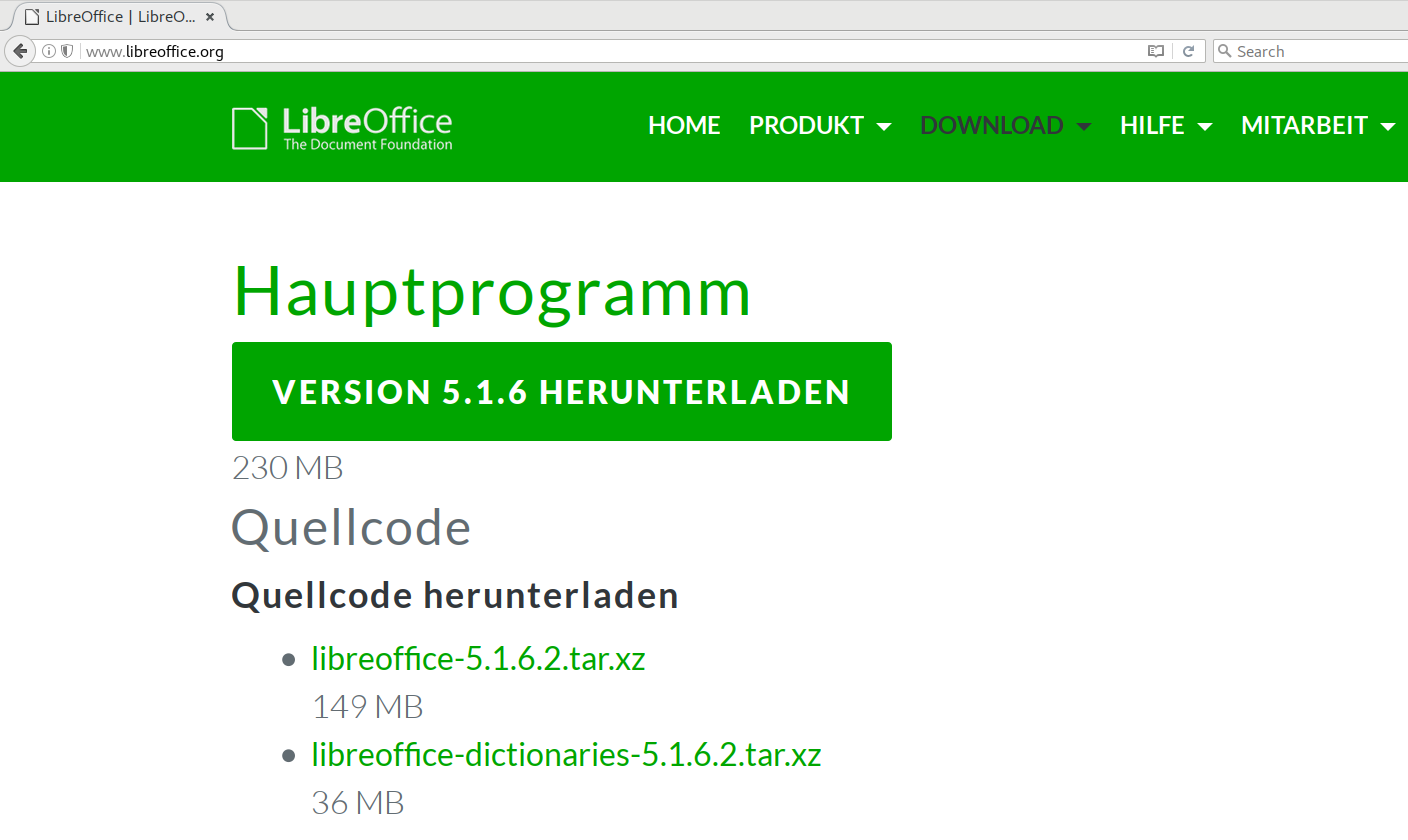 LibreOffice | LibreO...
www.libreoffice.org
Search
LibreOffice
The Document Foundation
HOME PRODUKT DOWNLOAD HILFE MITARBEIT
Hauptprogramm
VERSION 5.1.6 HERUNTERLADEN
230 MB
Quellcode
Quellcode herunterladen
libreoffice-5.1.6.2.tar.xz
149 MB
libreoffice-dictionaries-5.1.6.2.tar.xz
36 MB